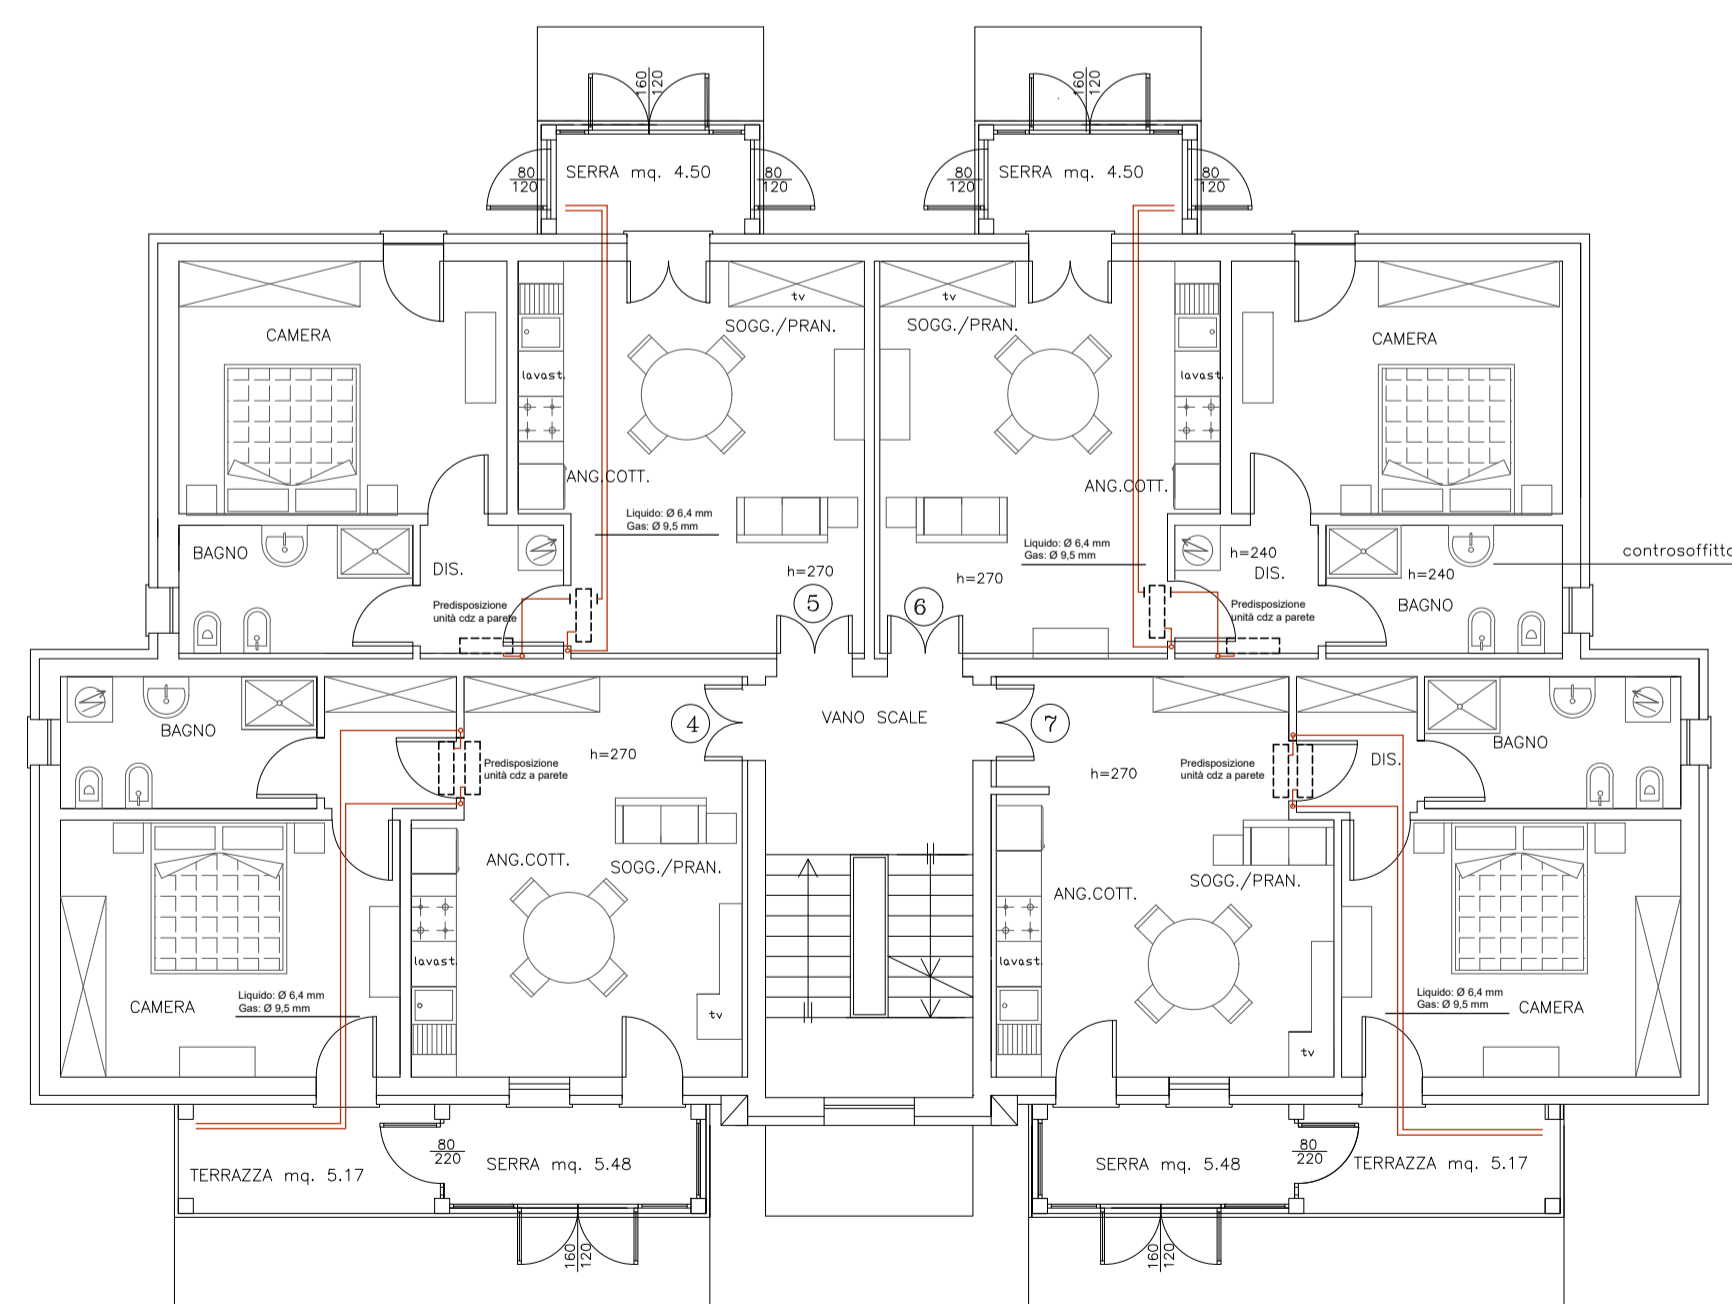 160
120
160
120
80
120
SERRA mq. 4.50
80
120
80
120
SERRA mq. 4.50
80
120
tv
tv
SOGG./PRAN.
SOGG./PRAN.
CAMERA
CAMERA
lavast.
lavast.
ANG.COTT.
ANG.COTT.
Liquido: Ø 6,4 mm
Gas: Ø 9,5 mm
Liquido: Ø 6,4 mm
Gas: Ø 9,5 mm
BAGNO
DIS.
h=270
h=270
h=240
DIS.
h=240
controsoffitto
BAGNO
Predisposizione
unità cdz a parete
5
6
Predisposizione
unità cdz a parete
BAGNO
4
VANO SCALE
7
h=270
Predisposizione
unità cdz a parete
h=270
Predisposizione
unità cdz a parete
DIS.
BAGNO
ANG.COTT.
SOGG./PRAN.
SOGG./PRAN.
ANG.COTT.
lavast.
lavast.
CAMERA
Liquido: Ø 6,4 mm
Gas: Ø 9,5 mm
tv
tv
Liquido: Ø 6,4 mm
Gas: Ø 9,5 mm
CAMERA
TERRAZZA mq. 5.17
80
220
SERRA mq. 5.48
SERRA mq. 5.48
80
220
TERRAZZA mq. 5.17
160
120
160
120